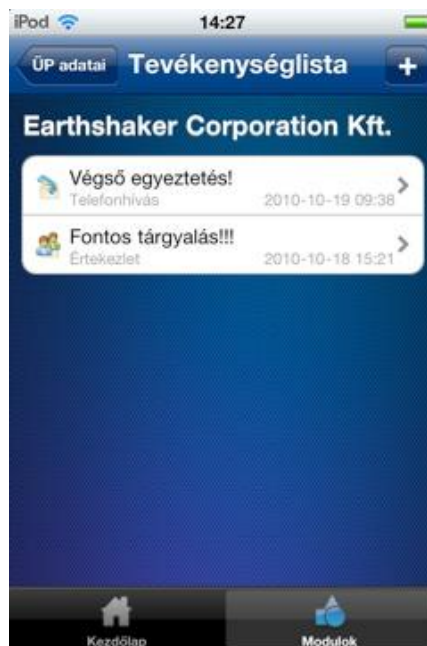 iPod 14:27
ÜP adatai Tevékenységlista +
Earthshaker Corporation Kft.
Végső egyeztetés!
Telefonhívás 2010-10-19 09:38
Fontos tárgyalás!!!
Értekezlet 2010-10-18 15:21
Kezdőlap Modulok